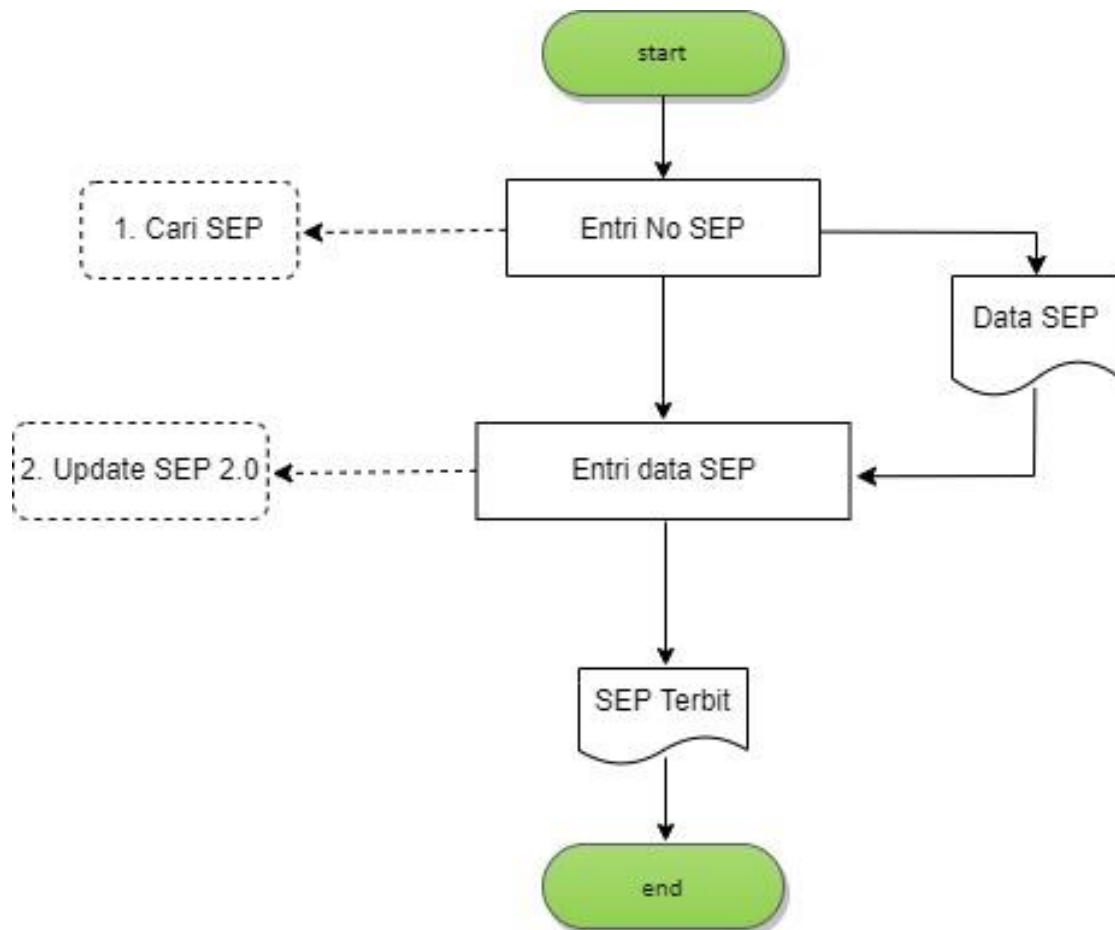 start
1. Cari SEP
Entri No SEP
Data SEP
2. Update SEP 2.0
Entri data SEP
SEP Terbit
end